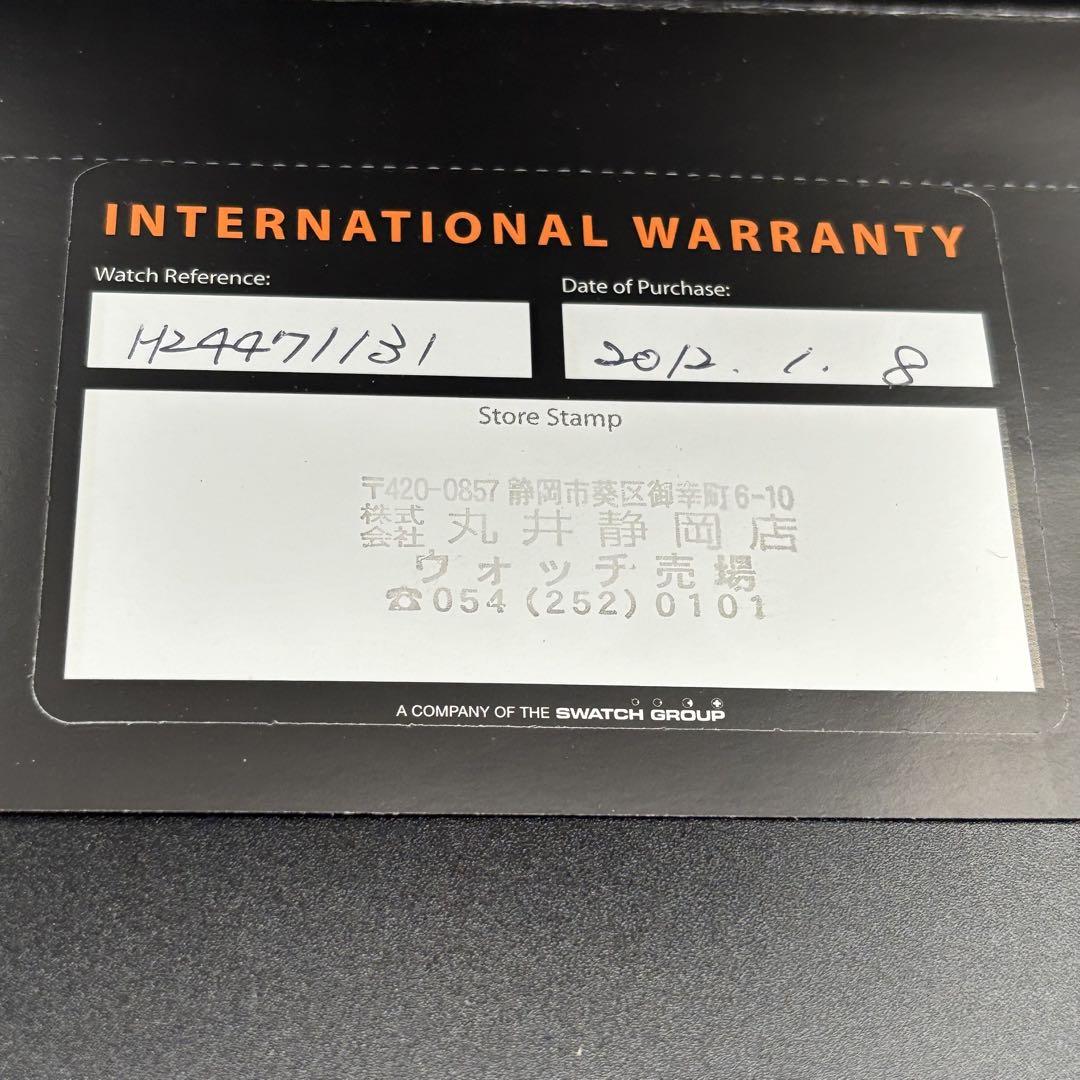 INTERNATIONAL WARRANTY
Watch Reference:
Date of Purchase:
H24471131
2012. 1. 8
Store Stamp
〒420-0857 静岡市葵区御幸町6-10
株式会社 丸井静岡店
ウォッチ売場
☎054(252)0101
A COMPANY OF THE SWATCH GROUP